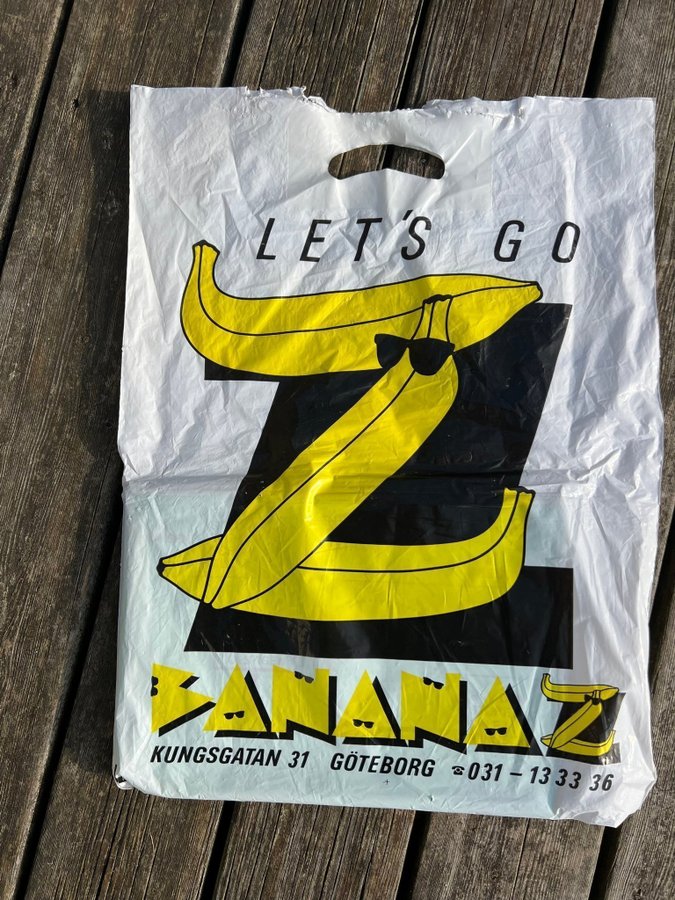 LET'S GO
Z
BANANAZ
KUNGSGATAN 31 GÖTEBORG ☎031 – 13 33 36